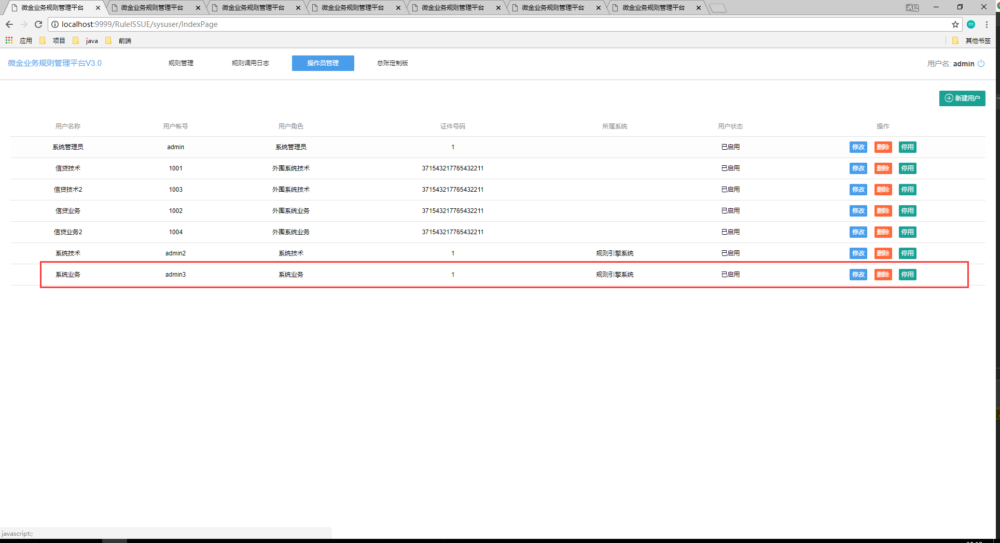 微金业务规则管理平台 微金业务规则管理平台 微金业务规则管理平台 微金业务规则管理平台 微金业务规则管理平台 微金业务规则管理平台 微金业务规则管理平台 涵晨
localhost:9999/RuleISSUE/sysuser/indexPage m
应用 项目 java 前端 其他书签
微金业务规则管理平台V3.0 规则管理 规则调用日志 操作员管理 总账定制版 用户名: admin
新建用户
用户名称 用户帐号 用户角色 证件号码 所属系统 用户状态 操作
系统管理员 admin 系统管理员 1 已启用 修改 删除 停用
信贷技术 1001 外围系统技术 371543217765432211 已启用 修改 删除 停用
信贷技术2 1003 外围系统技术 371543217765432211 已启用 修改 删除 停用
信贷业务 1002 外围系统业务 371543217765432211 已启用 修改 删除 停用
信贷业务2 1004 外围系统业务 371543217765432211 已启用 修改 删除 停用
系统技术 admin2 系统技术 1 规则引擎系统 已启用 修改 删除 停用
系统业务 admin3 系统业务 1 规则引擎系统 已启用 修改 删除 停用
javascript:;